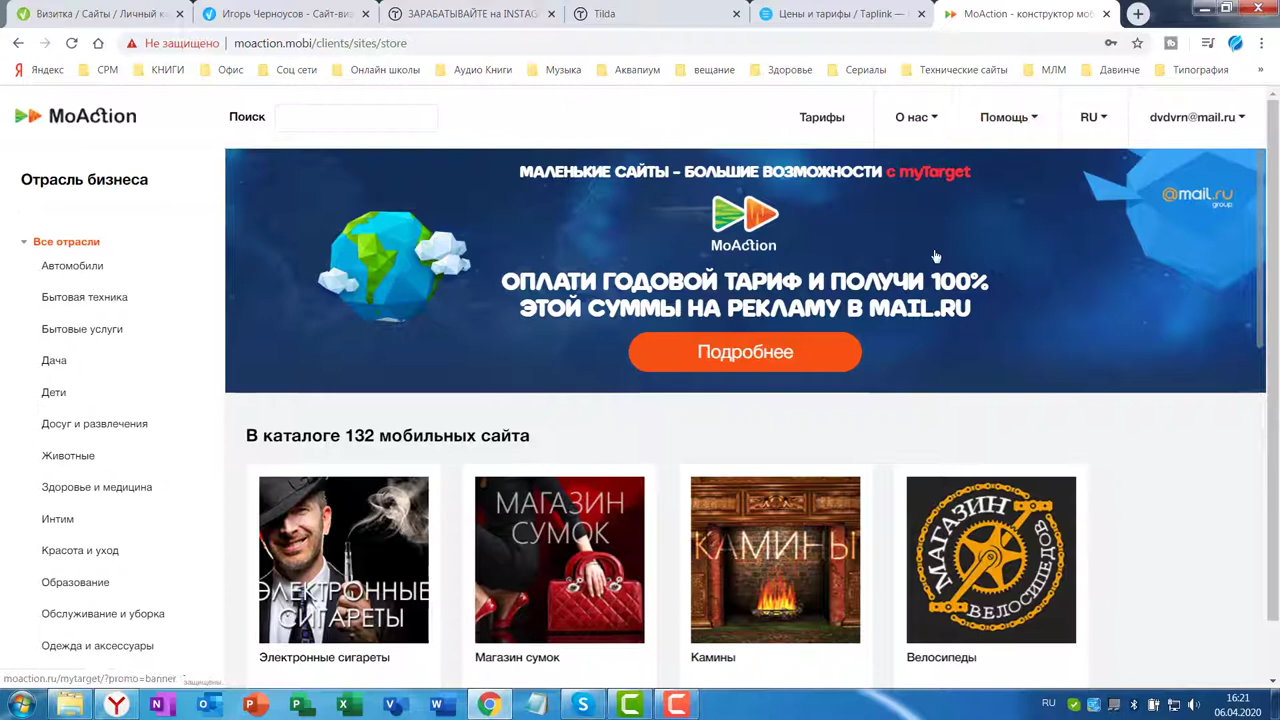 Визитка / Сайты / Личный к
Игорь Черноусов - Сайт-виз
ЗАРАБАТЫВАЙТЕ НА
Tilda
Цены и тарифы / Taplink —
MoAction - конструктор моб
Не защищено
moaction.mobi/clients/sites/store
Яндекс
СРМ
КНИГИ
Офис
Соц сети
Онлайн школы
Аудио Книги
Музыка
Аквапиум
вещание
Здоровье
Сериалы
Технические сайты
МЛМ
Давинче
Типография
»
MoAction
Поиск
Тарифы
О нас
Помощь
RU
dvdvrn@mail.ru
Отрасль бизнеса
Все отрасли
Автомобили
Бытовая техника
Бытовые услуги
Дача
Дети
Досуг и развлечения
Животные
Здоровье и медицина
Интим
Красота и уход
Образование
Обслуживание и уборка
Одежда и аксессуары
МАЛЕНЬКИЕ САЙТЫ - БОЛЬШИЕ ВОЗМОЖНОСТИ с myTarget
@mail.ru
group
MoAction
ОПЛАТИ ГОДОВОЙ ТАРИФ И ПОЛУЧИ 100%
ЭТОЙ СУММЫ НА РЕКЛАМУ В MAIL.RU
Подробнее
В каталоге 132 мобильных сайта
ЭЛЕКТРОННЫЕ
СИГАРЕТЫ
Электронные сигареты
МАГАЗИН
СУМОК
Магазин сумок
КАМИНЫ
Камины
МАГАЗИН
ВЕЛОСИПЕДОВ
Велосипеды
moaction.ru/mytarget/?promo=banner
защищены.
RU
16:21
06.04.2020